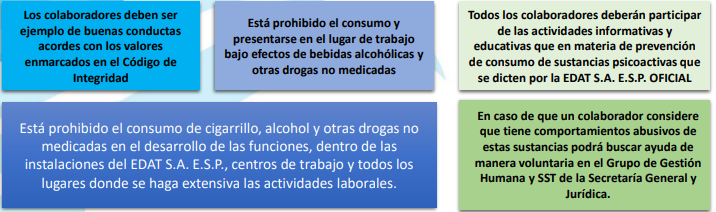 Los colaboradores deben ser
ejemplo de buenas conductas
acordes con los valores
enmarcados en el Código de
Integridad
Está prohibido el consumo y
presentarse en el lugar de trabajo
bajo efectos de bebidas alcohólicas y
otras drogas no medicadas
Todos los colaboradores deberán participar
de las actividades informativas y
educativas que en materia de prevención
de consumo de sustancias psicoactivas que
se dicten por la EDAT S.A. E.S.P. OFICIAL
Está prohibido el consumo de cigarrillo, alcohol y otras drogas no
medicadas en el desarrollo de las funciones, dentro de las
instalaciones del EDAT S.A. E.S.P., centros de trabajo y todos los
lugares donde se haga extensiva las actividades laborales.
En caso de que un colaborador considere
que tiene comportamientos abusivos de
estas sustancias podrá buscar ayuda de
manera voluntaria en el Grupo de Gestión
Humana y SST de la Secretaría General y
Jurídica.